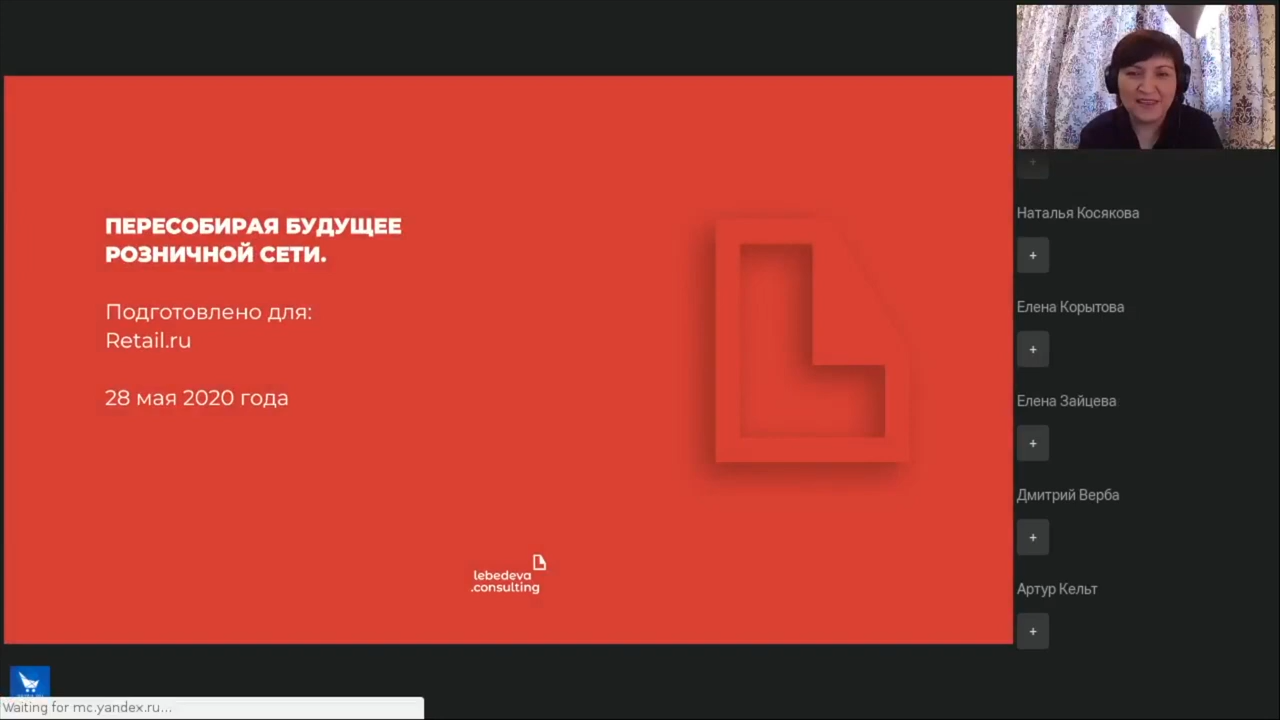 ПЕРЕСОБИРАЯ БУДУЩЕЕ
РОЗНИЧНОЙ СЕТИ.
Подготовлено для:
Retail.ru
28 мая 2020 года
lebedeva
.consulting
+
Наталья Косякова
+
Елена Корытова
+
Елена Зайцева
+
Дмитрий Верба
+
Артур Кельт
+
Waiting for mc.yandex.ru...